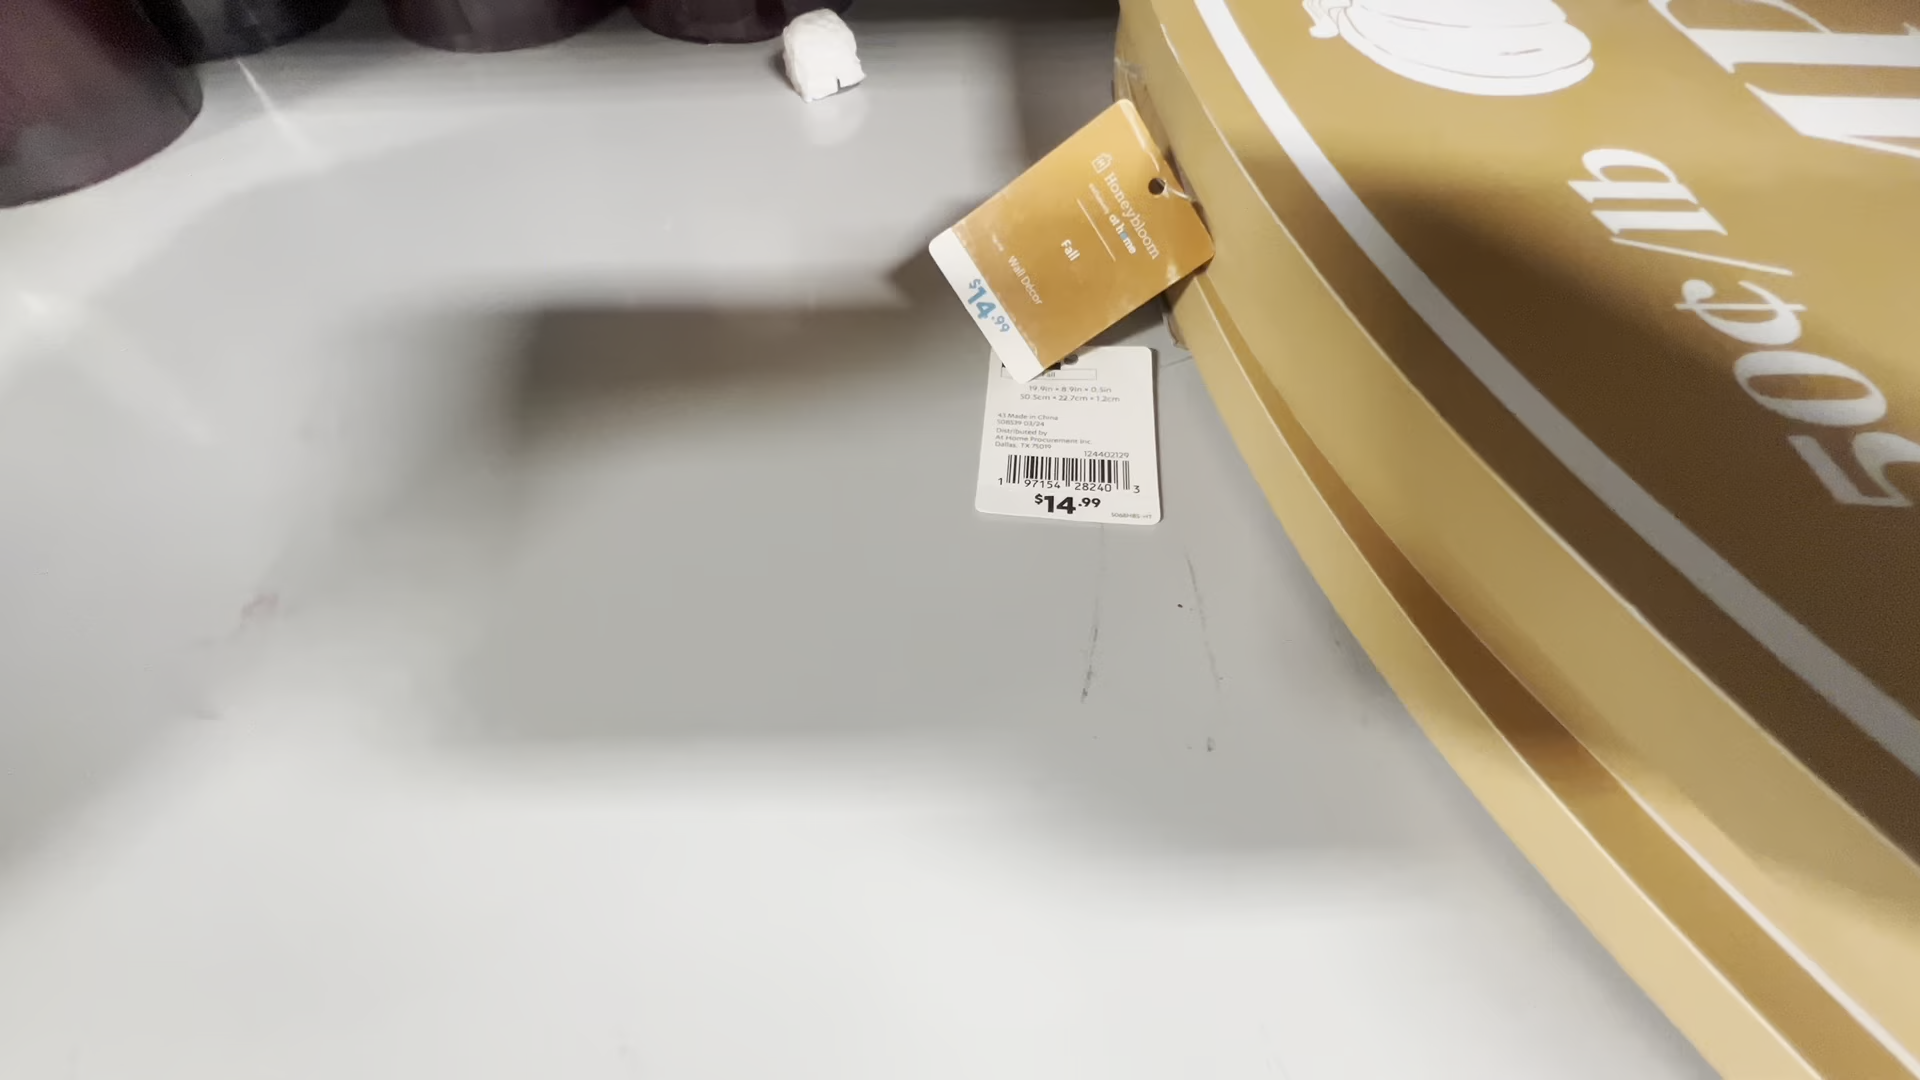 Honeybloom
at home
Fall
Wall Décor
$14.99
Fall
19.9in × 8.9in × 0.5in
50.5cm × 22.7cm × 1.2cm
43 Made in China
Distributed by
At Home Procurement Inc.
Dallas, TX 75019
124402129
1 97154 28240 3
$14.99
50¢/lb